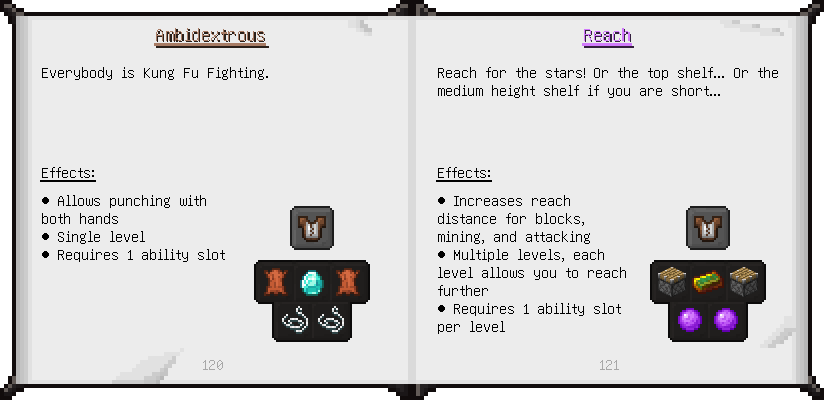 Ambidextrous
Everybody is Kung Fu Fighting.
Effects:
• Allows punching with
both hands
• Single level
• Requires 1 ability slot
120
Reach
Reach for the stars! Or the top shelf... Or the
medium height shelf if you are short...
Effects:
• Increases reach
distance for blocks,
mining, and attacking
• Multiple levels, each
level allows you to reach
further
• Requires 1 ability slot
per level
121